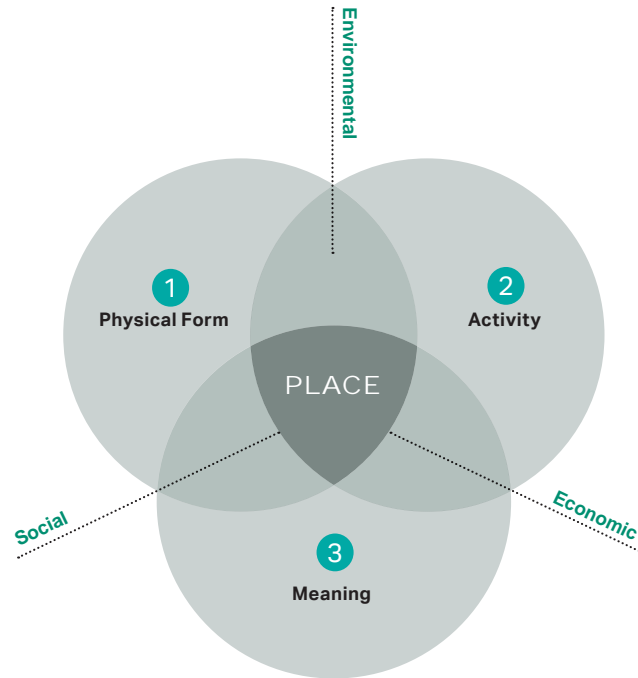 Environmental
1
Physical Form
2
Activity
PLACE
Social
Economic
3
Meaning